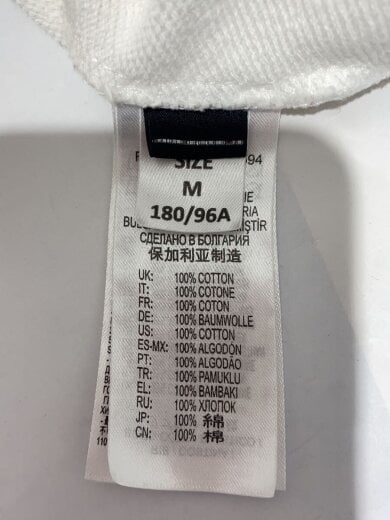 SIZE
M
180/96A
94
СДЕЛАНО В БОЛГАРИЯ
保加利亚制造
UK: 100% COTTON
IT: 100% COTONE
FR: 100% COTON
DE: 100% BAUMWOLLE
US: 100% COTTON
ES-MX: 100% ALGODÓN
PT: 100% ALGODÃO
TR: 100% PAMUKLU
EL: 100% BAMBAKI
RU: 100% ХЛОПОК
JP: 100% 綿
CN: 100% 棉